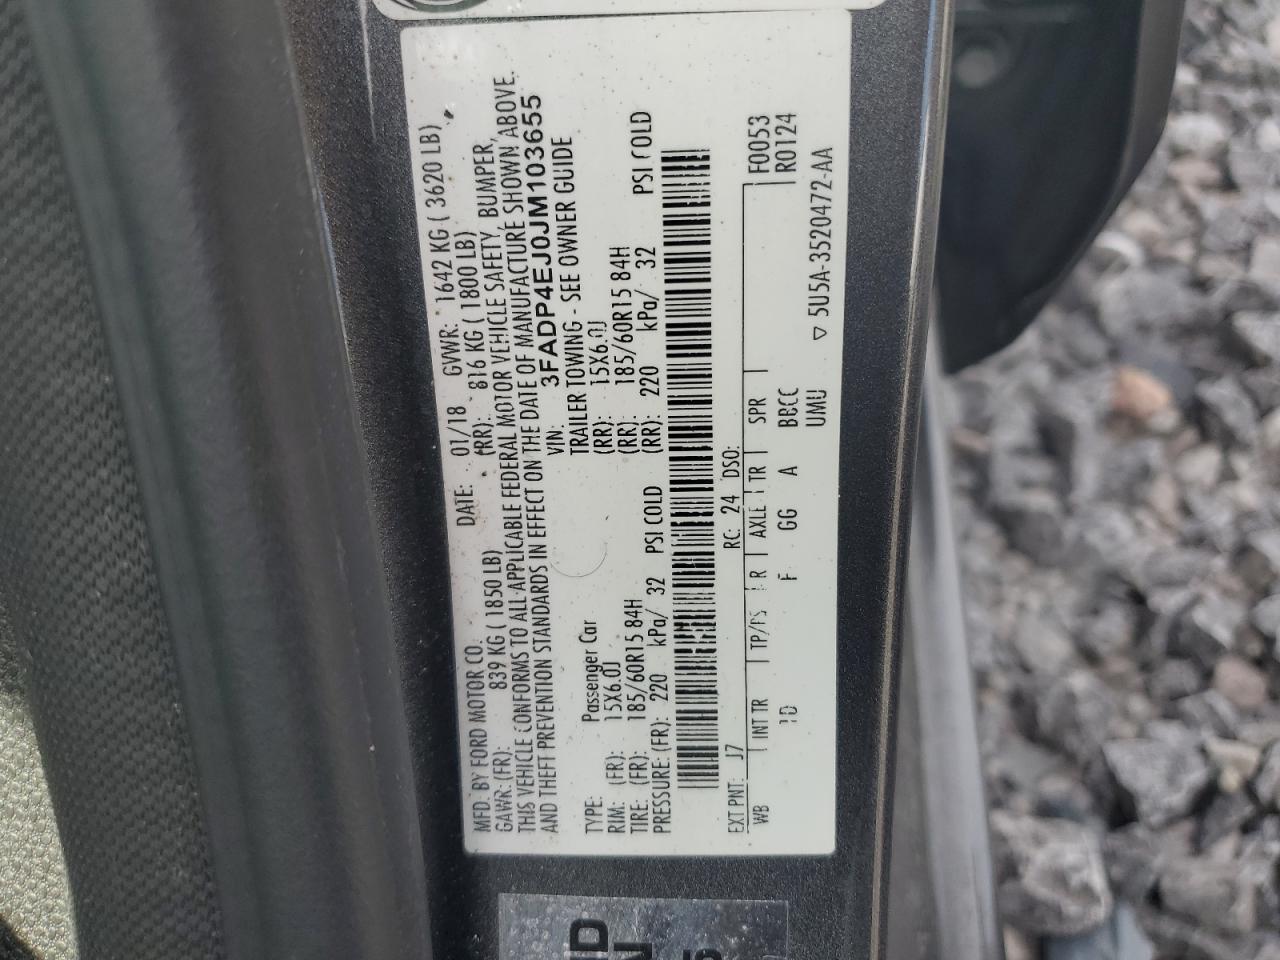 MFD. BY FORD MOTOR CO. DATE: 01/18 GVWR: 1642 KG ( 3620 LB)
GAWR: (FR): 839 KG ( 1850 LB) (RR): 816 KG ( 1800 LB)
THIS VEHICLE CONFORMS TO ALL APPLICABLE FEDERAL MOTOR VEHICLE SAFETY, BUMPER,
AND THEFT PREVENTION STANDARDS IN EFFECT ON THE DATE OF MANUFACTURE SHOWN ABOVE.
VIN: 3FADP4EJ0JM103655
TYPE: Passenger Car TRAILER TOWING - SEE OWNER GUIDE
RIM: (FR): 15X6.0J (RR): 15X6.0J
TIRE: (FR): 185/60R15 84H (RR): 185/60R15 84H
PRESSURE: (FR): 220 kPa/ 32 PSI COLD (RR): 220 kPa/ 32 PSI COLD
EXT PNT: J7 RC: 24 DSO: F0053
WB INT TR TP/PS R AXLE TR SPR R0124
ID F GG A BBCC
UMU ▽ 5U5A-3520472-AA